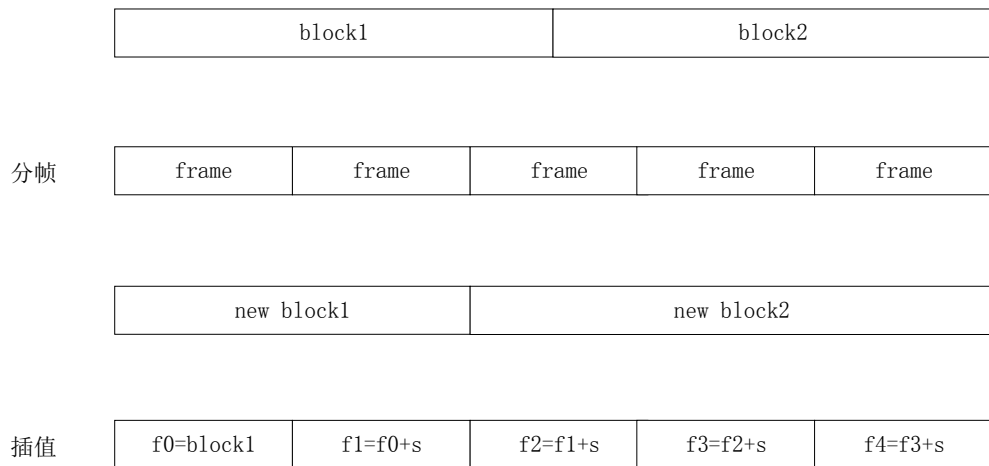 block1 block2
分帧 frame frame frame frame frame
new block1 new block2
插值 f0=block1 f1=f0+s f2=f1+s f3=f2+s f4=f3+s